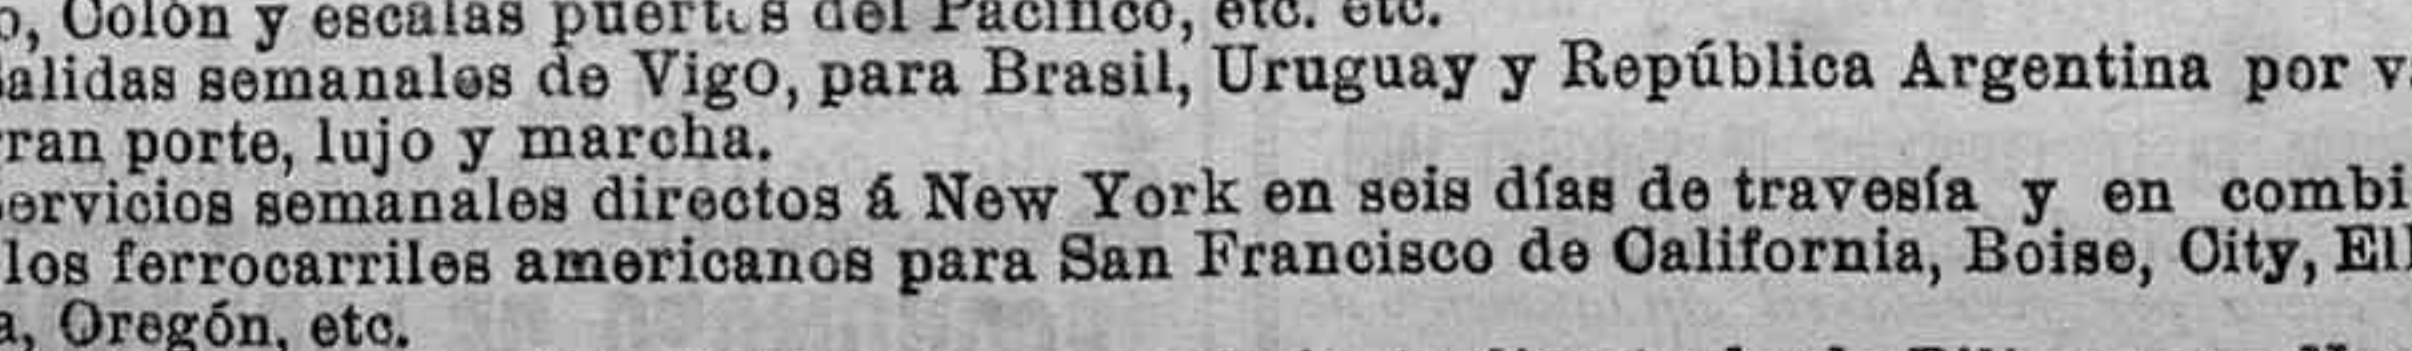 o, Colón y escalas puertos del Pacífico, etc. etc.
alidas semanales de Vigo, para Brasil, Uruguay y República Argentina por v
ran porte, lujo y marcha.
ervicios semanales directos á New York en seis días de travesía y en combi
los ferrocarriles americanos para San Francisco de California, Boise, City, El
a, Oregón, etc.